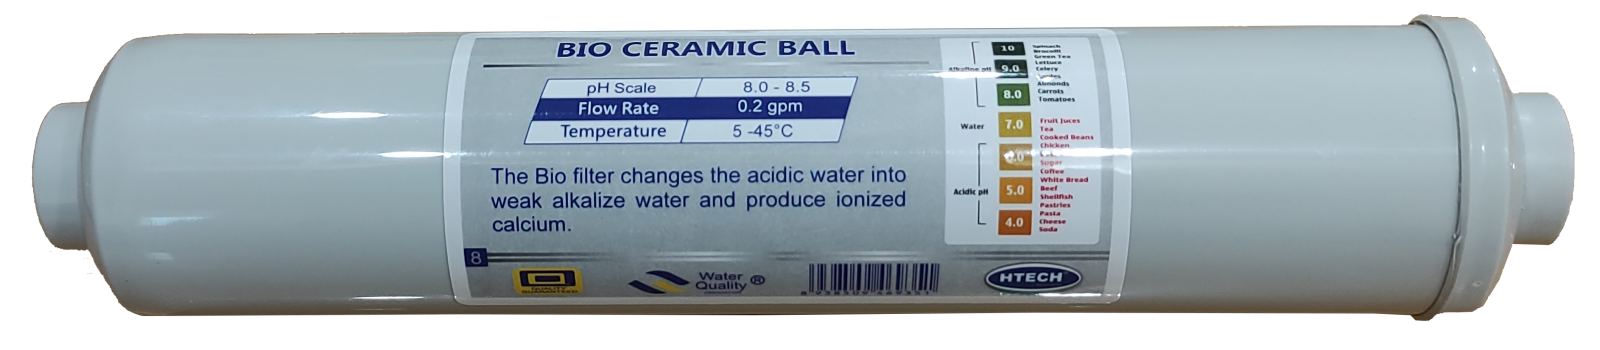 BIO CERAMIC BALL
pH Scale 8.0 - 8.5
Flow Rate 0.2 gpm
Temperature 5 -45°C
The Bio filter changes the acidic water into
weak alkalize water and produce ionized
calcium.
8
QUALITY
GUARANTEED
Water
Quality ®
HTECH
Alkaline pH
Water
Acidic pH
10
9.0
8.0
7.0
5.0
4.0
Spinach
Brocolli
Green Tea
Lettuce
Celery
Almonds
Carrots
Tomatoes
Fruit Juces
Tea
Cooked Beans
Chicken
Sugar
Coffee
White Bread
Beef
Shellfish
Pastries
Pasta
Cheese
Soda